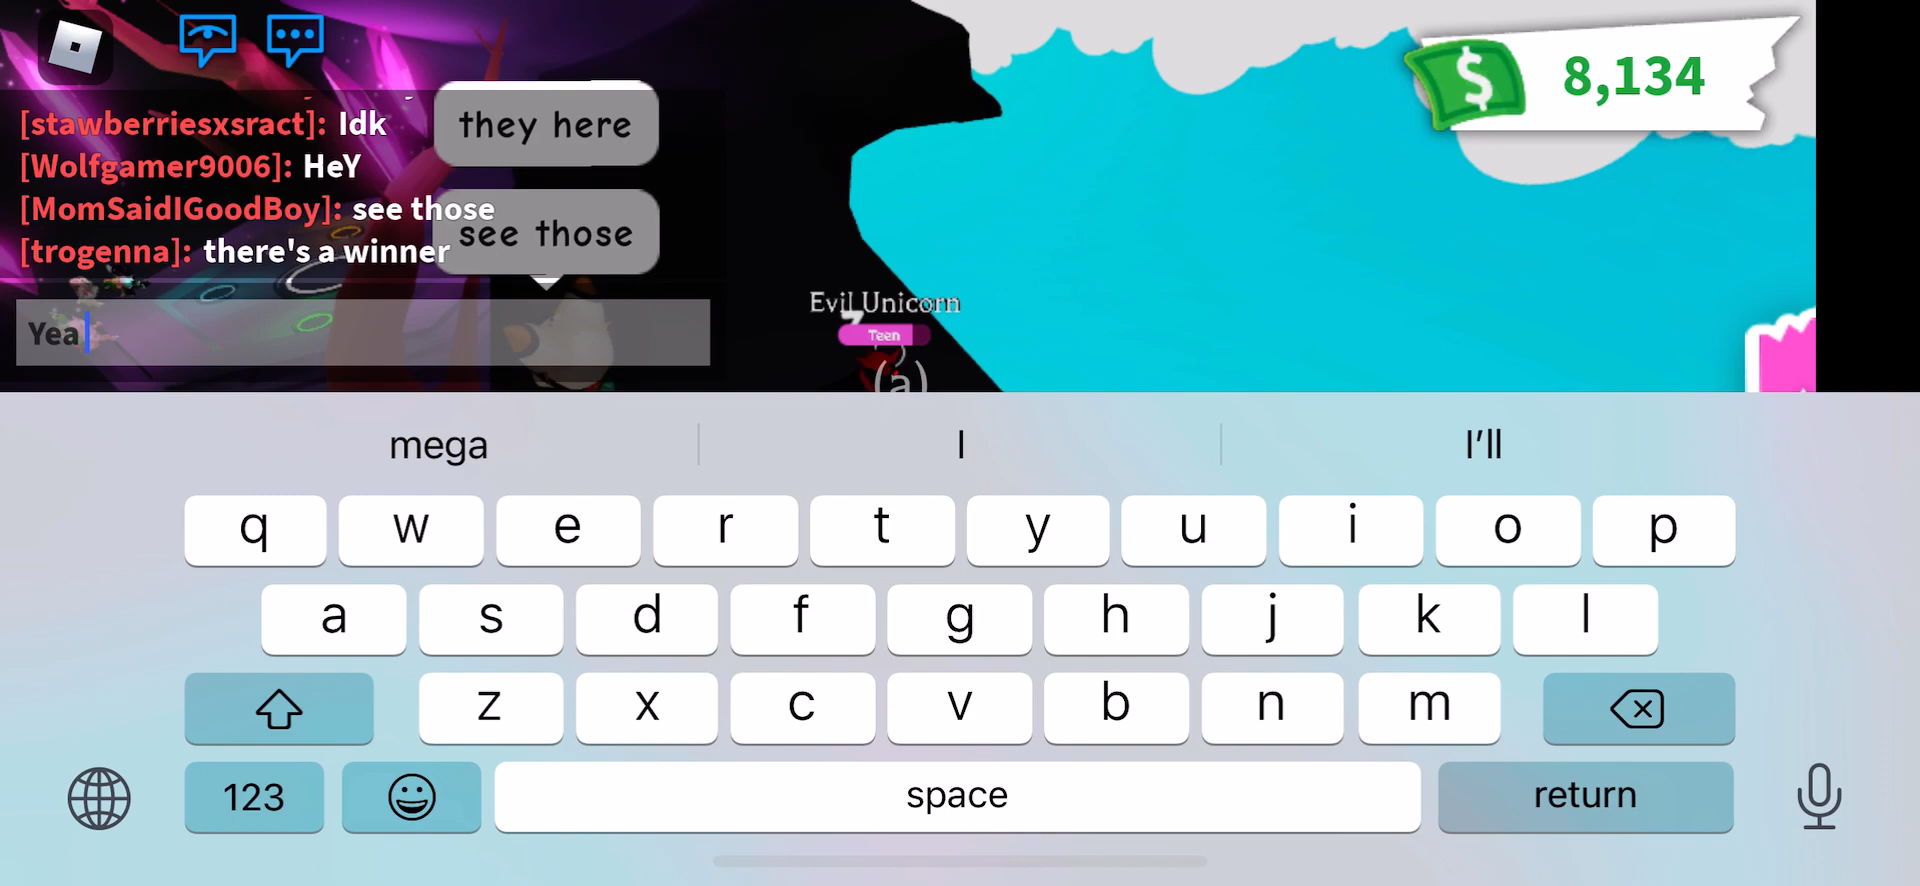 [stawberriesxsract]: Idk
[Wolfgamer9006]: HeY
[MomSaidIGoodBoy]: see those
[trogenna]: there's a winner
they here
see those
Yea
$ 8,134
Evil Unicorn
Teen
(a)
mega I I'll
q w e r t y u i o p
a s d f g h j k l
z x c v b n m
123 space return